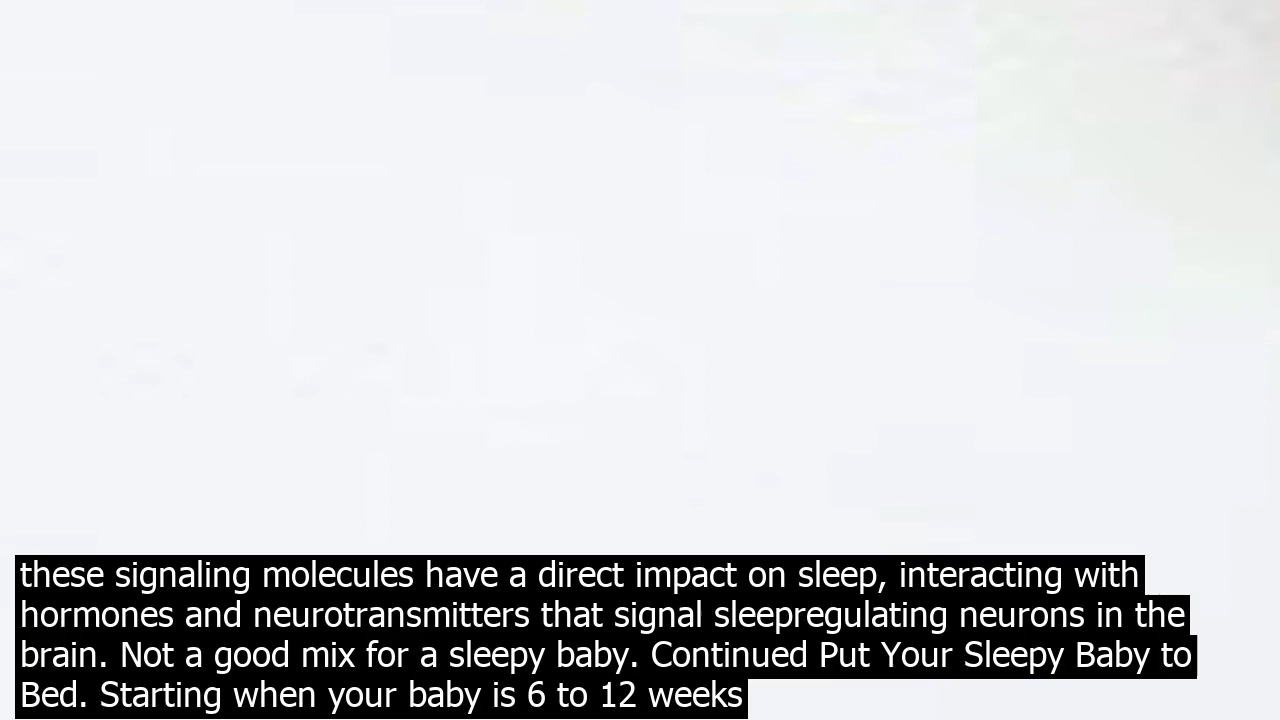 these signaling molecules have a direct impact on sleep, interacting with
hormones and neurotransmitters that signal sleepregulating neurons in the
brain. Not a good mix for a sleepy baby. Continued Put Your Sleepy Baby to
Bed. Starting when your baby is 6 to 12 weeks